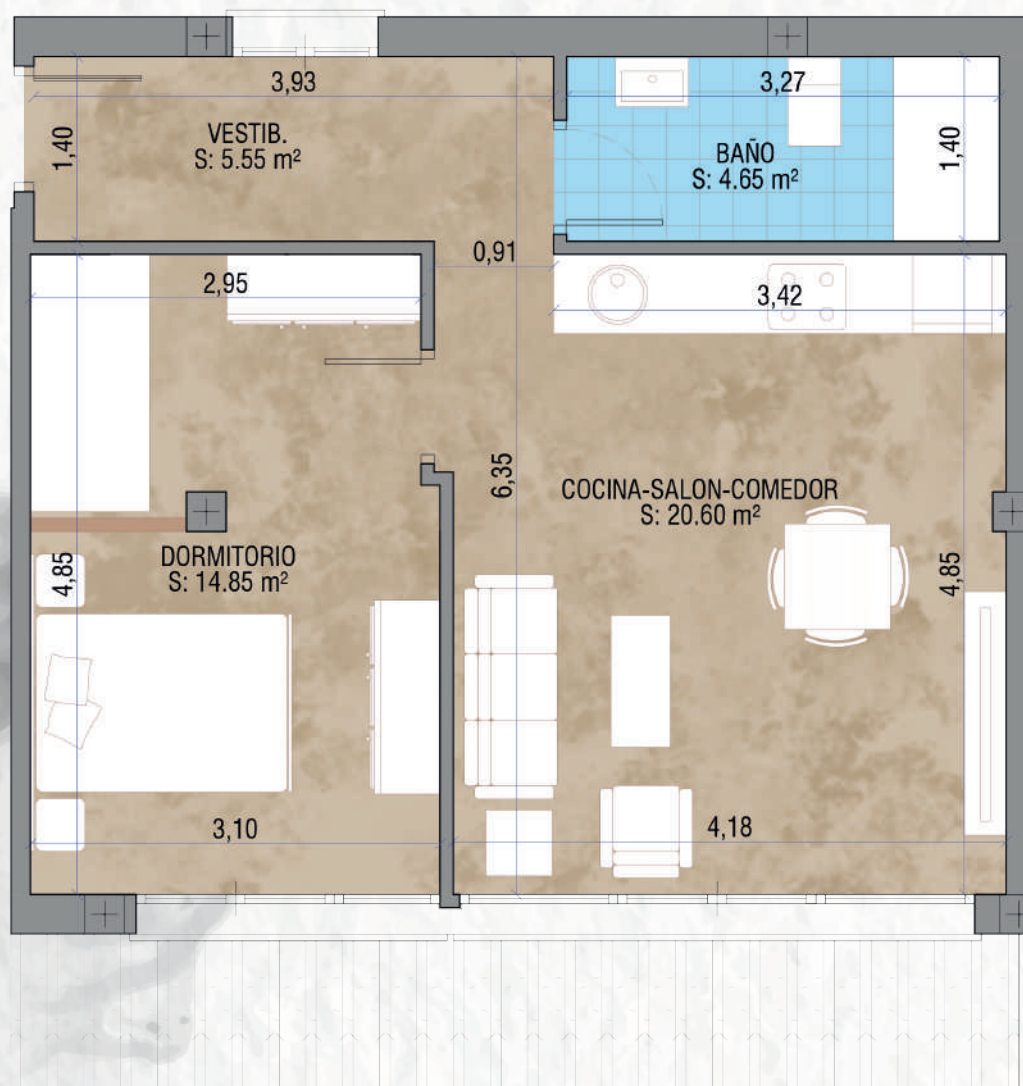 3,93
3,27
VESTIB.
S: 5.55 m²
1,40
BAÑO
S: 4.65 m²
1,40
0,91
2,95
3,42
6,35
COCINA-SALON-COMEDOR
S: 20.60 m²
DORMITORIO
S: 14.85 m²
4,85
4,85
3,10
4,18